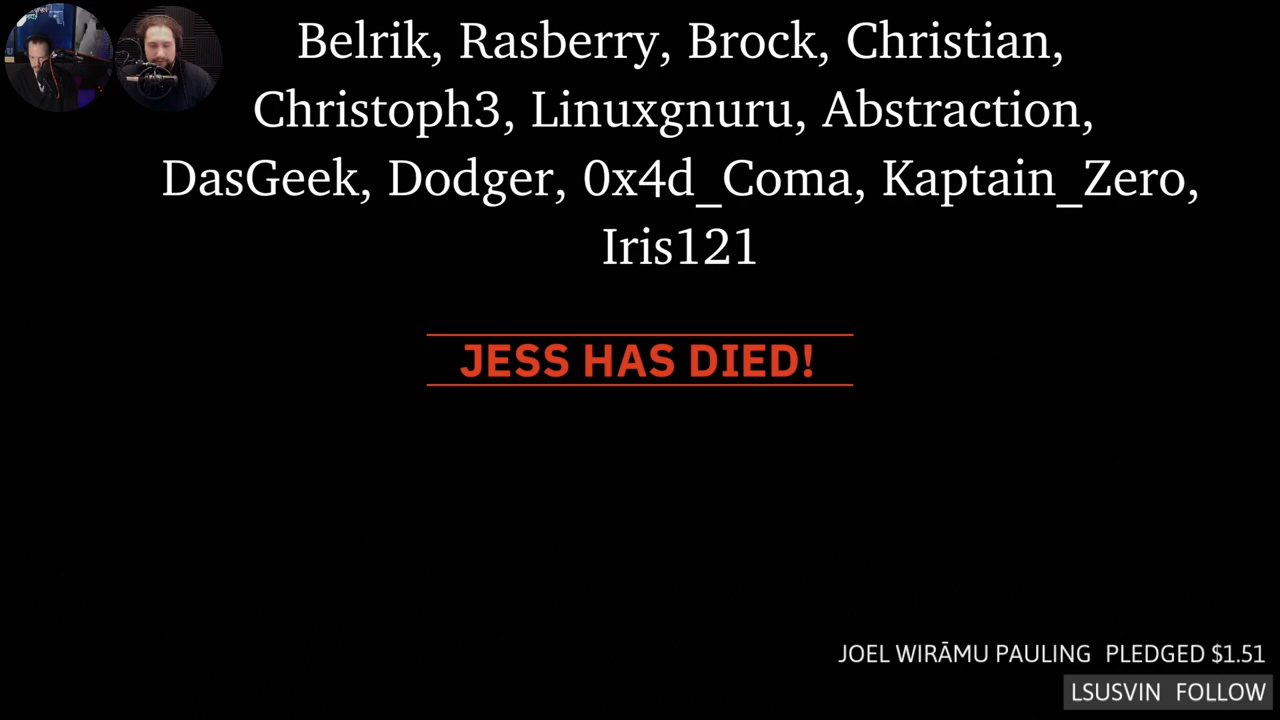 Belrik, Rasberry, Brock, Christian,
Christoph3, Linuxgnuru, Abstraction,
DasGeek, Dodger, 0x4d_Coma, Kaptain_Zero,
Iris121
JESS HAS DIED!
JOEL WIRĀMU PAULING PLEDGED $1.51
LSUSVIN FOLLOW